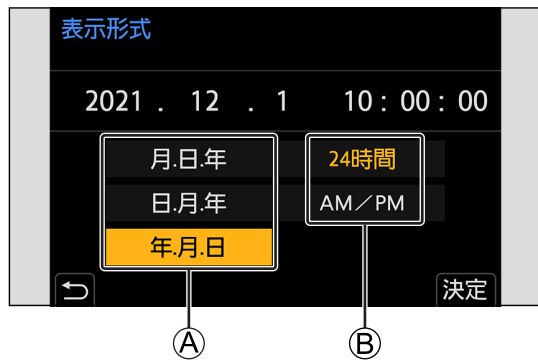 表示形式
2021 . 12 . 1 10 : 00 : 00
月.日.年 24時間
日.月.年 AM／PM
年.月.日
決定
A B